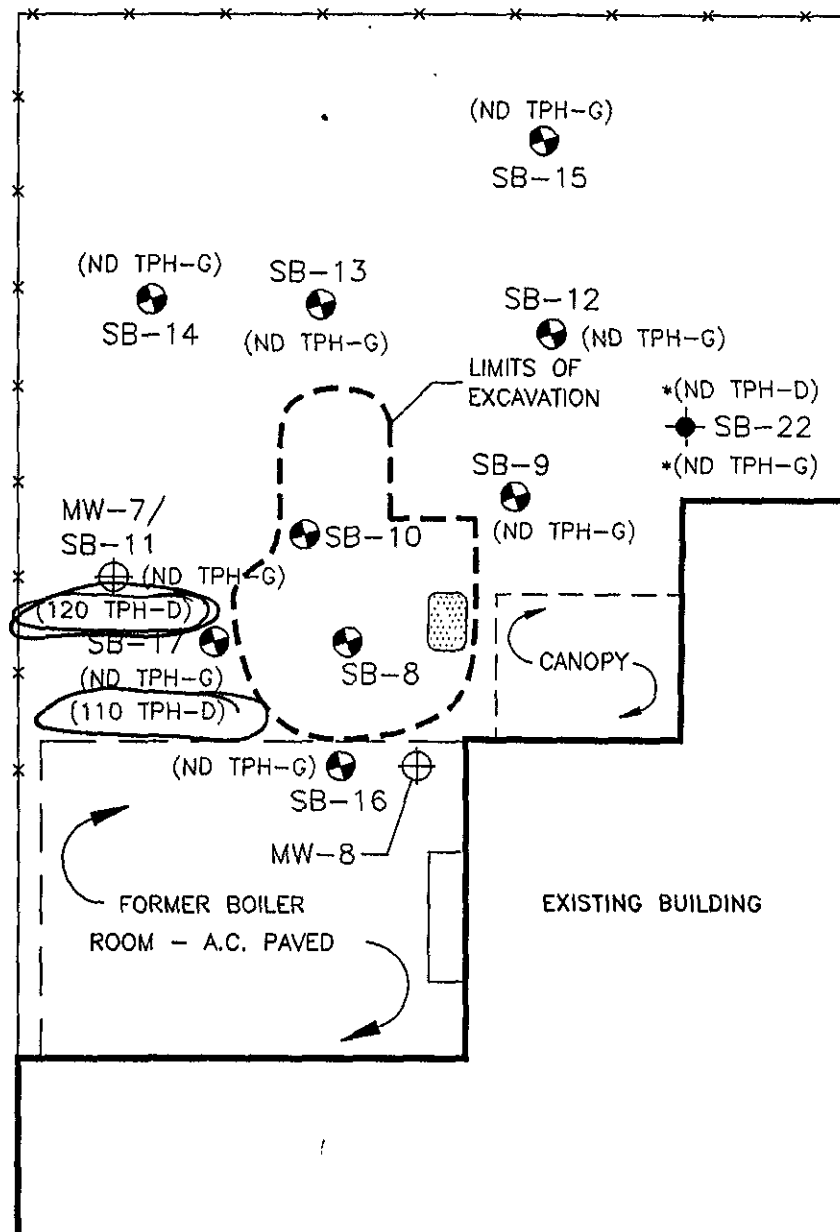 (ND TPH-G)
SB-15
(ND TPH-G)
SB-14
SB-13
(ND TPH-G)
SB-12
(ND TPH-G)
LIMITS OF
EXCAVATION
*(ND TPH-D)
SB-22
*(ND TPH-G)
SB-9
(ND TPH-G)
SB-10
MW-7/
SB-11
(ND TPH-G)
(120 TPH-D)
SB-17
(ND TPH-G)
(110 TPH-D)
SB-8
CANOPY
(ND TPH-G)
SB-16
MW-8
FORMER BOILER
ROOM - A.C. PAVED
EXISTING BUILDING